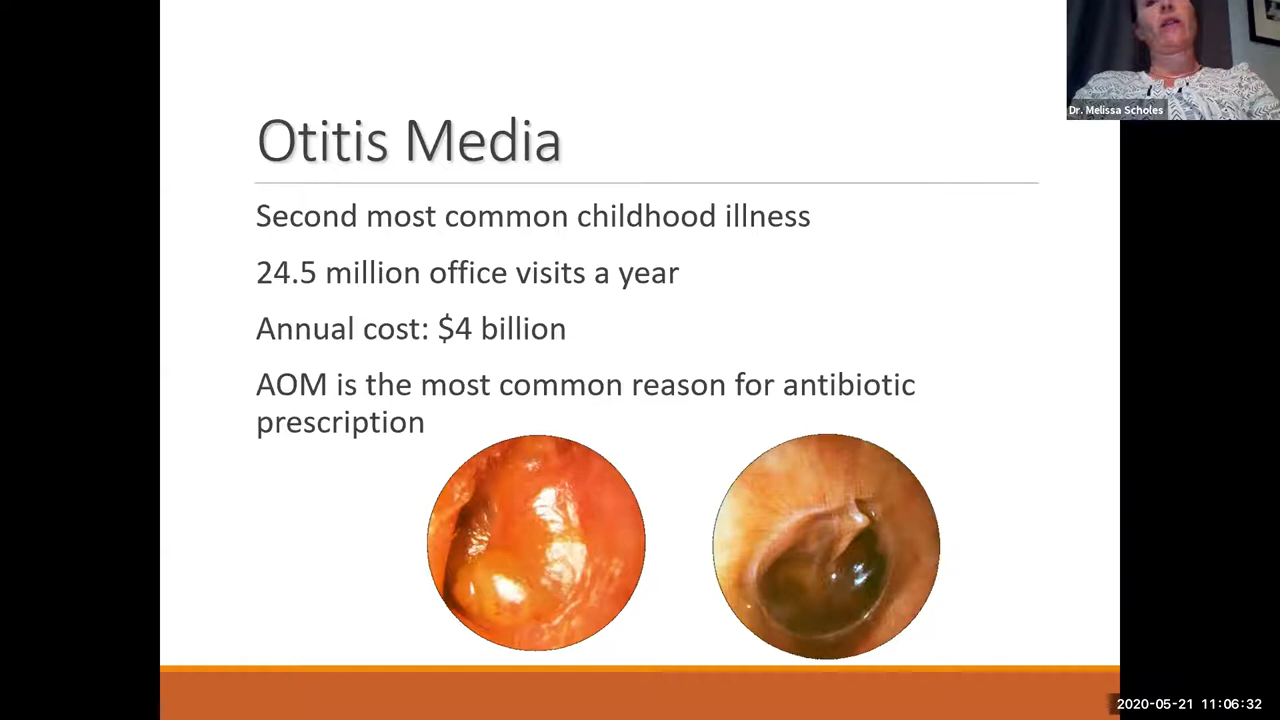 Dr. Melissa Scholes
Otitis Media
Second most common childhood illness
24.5 million office visits a year
Annual cost: $4 billion
AOM is the most common reason for antibiotic
prescription
2020-05-21 11:06:32